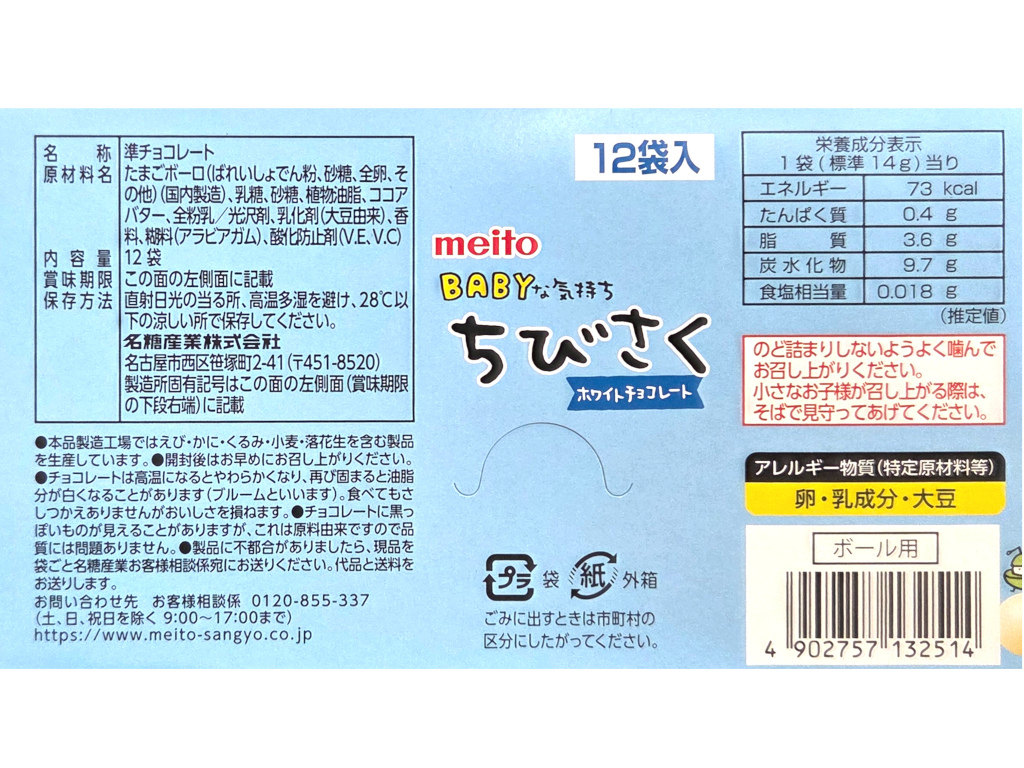 名称 準チョコレート
原材料名 たまごボーロ(ばれいしょでん粉、砂糖、全卵、そ
の他)(国内製造)、乳糖、砂糖、植物油脂、ココア
バター、全粉乳/光沢剤、乳化剤(大豆由来)、香
料、糊料(アラビアガム)、酸化防止剤(V.E、V.C)
内容量 12袋
賞味期限 この面の左側面に記載
保存方法 直射日光の当る所、高温多湿を避け、28℃以
下の涼しい所で保存してください。
名糖産業株式会社
名古屋市西区笹塚町2-41(〒451-8520)
製造所固有記号はこの面の左側面(賞味期限
の下段右端)に記載
●本品製造工場ではえび・かに・くるみ・小麦・落花生を含む製品
を生産しています。●開封後はお早めにお召し上がりください。
●チョコレートは高温になるとやわらかくなり、再び固まると油脂
分が白くなることがあります(ブルームといいます)。食べてもさ
しつかえありませんがおいしさを損ねます。●チョコレートに黒っ
ぽいものが見えることがありますが、これは原料由来ですので品
質には問題ありません。●製品に不都合がありましたら、現品を
袋ごと名糖産業お客様相談係宛にお送りください。代品と送料を
お送りします。
お問い合わせ先 お客様相談係 0120-855-337
(土、日、祝日を除く 9:00～17:00まで)
https://www.meito-sangyo.co.jp
12袋入
meito
BABYな気持ち
ちびさく
ホワイトチョコレート
プラ 袋 紙 外箱
ごみに出すときは市町村の
区分にしたがってください。
栄養成分表示
1袋(標準14g)当り
エネルギー 73 kcal
たんぱく質 0.4 g
脂質 3.6 g
炭水化物 9.7 g
食塩相当量 0.018 g
(推定値)
のど詰まりしないようよく噛んで
お召し上がりください。
小さなお子様が召し上がる際は、
そばで見守ってあげてください。
アレルギー物質(特定原材料等)
卵・乳成分・大豆
ボール用
4 902757 132514